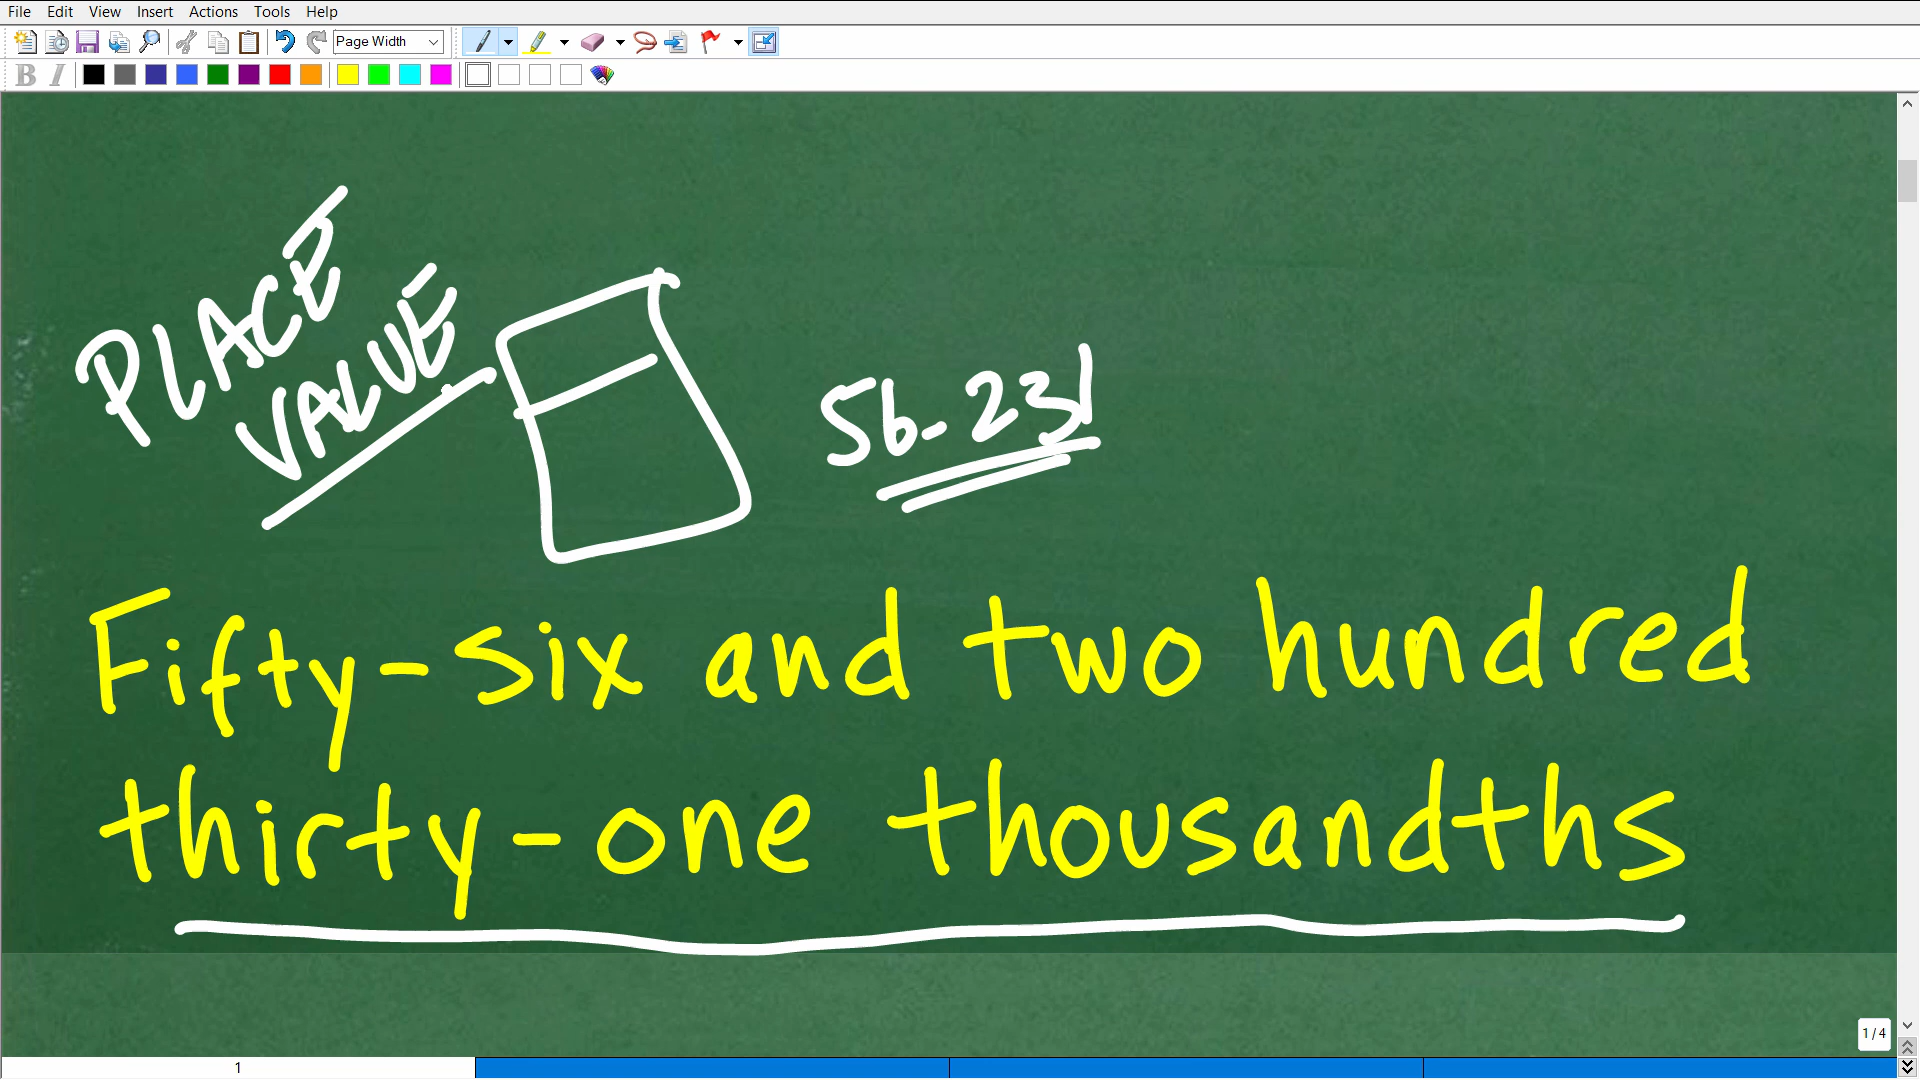 File Edit View Insert Actions Tools Help
Page Width
B I
PLACE
VALUE
56.231
Fifty-six and two hundred
thirty-one thousandths
1 / 4
1